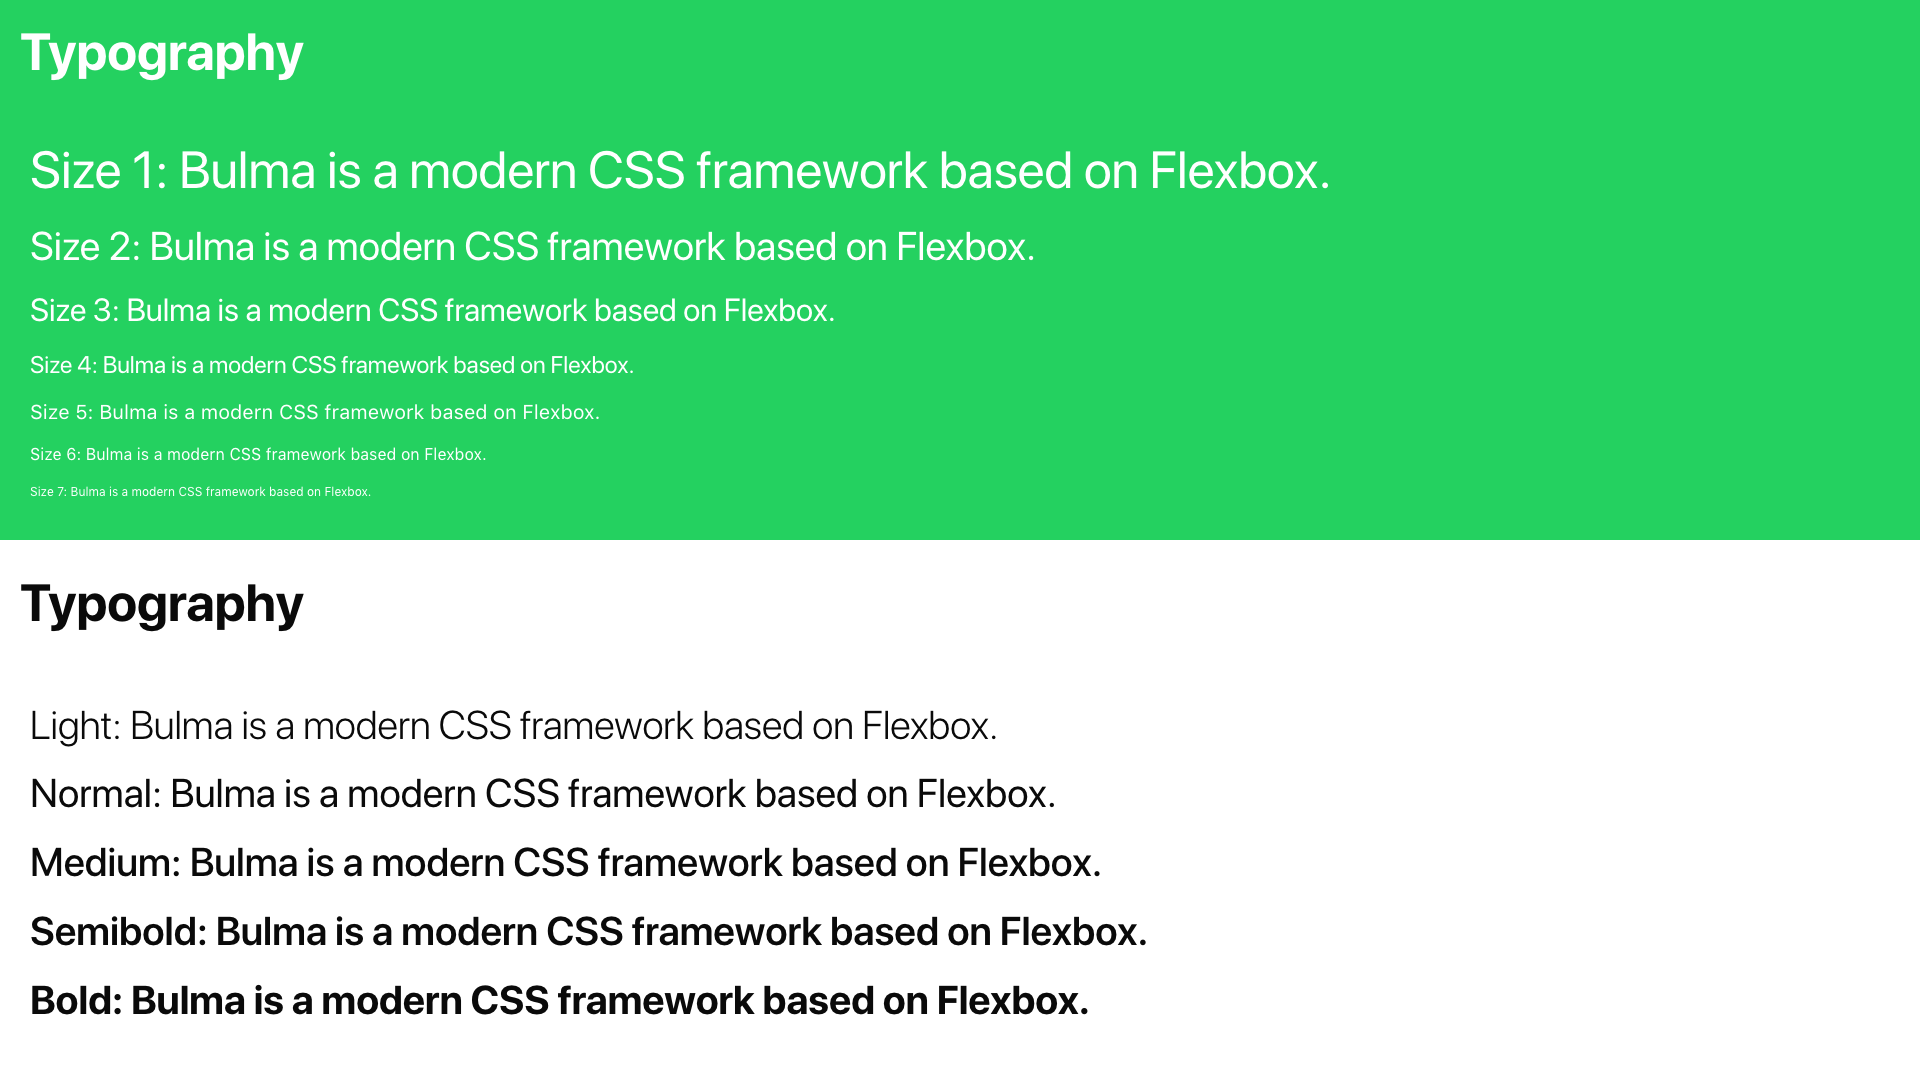 Typography
Size 1: Bulma is a modern CSS framework based on Flexbox.
Size 2: Bulma is a modern CSS framework based on Flexbox.
Size 3: Bulma is a modern CSS framework based on Flexbox.
Size 4: Bulma is a modern CSS framework based on Flexbox.
Size 5: Bulma is a modern CSS framework based on Flexbox.
Size 6: Bulma is a modern CSS framework based on Flexbox.
Size 7: Bulma is a modern CSS framework based on Flexbox.
Typography
Light: Bulma is a modern CSS framework based on Flexbox.
Normal: Bulma is a modern CSS framework based on Flexbox.
Medium: Bulma is a modern CSS framework based on Flexbox.
Semibold: Bulma is a modern CSS framework based on Flexbox.
Bold: Bulma is a modern CSS framework based on Flexbox.